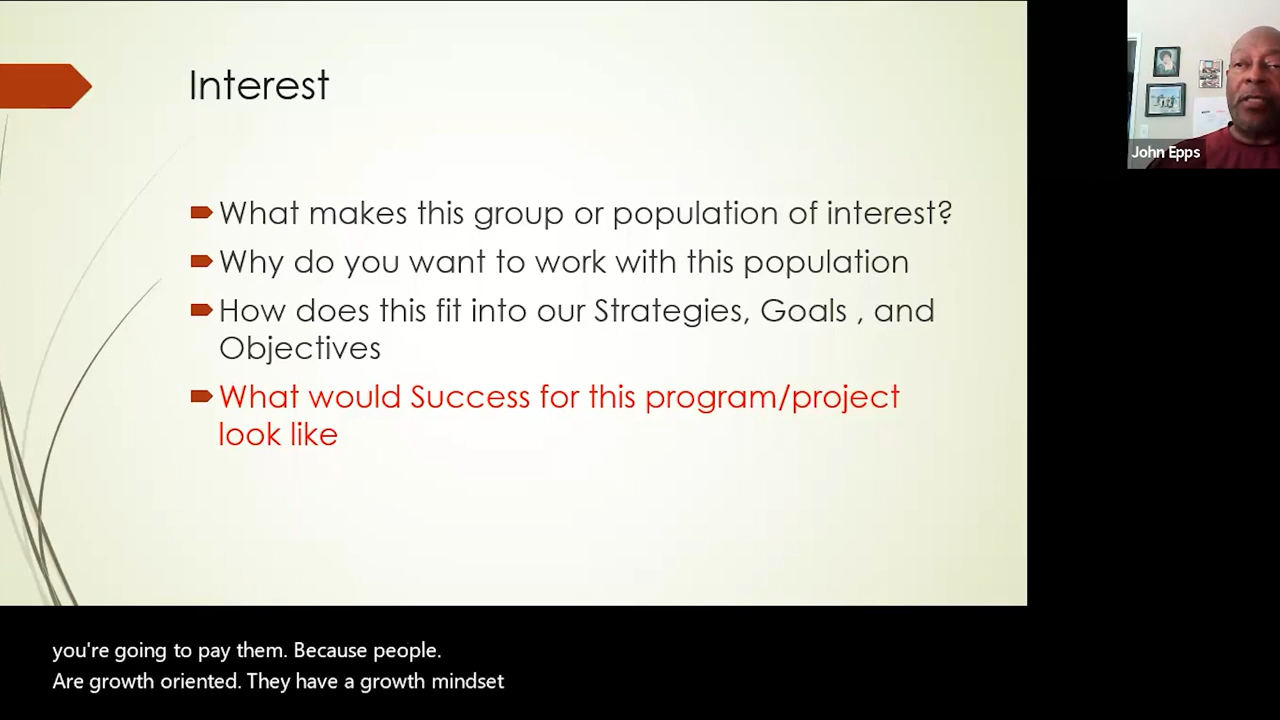 Interest
What makes this group or population of interest?
Why do you want to work with this population
How does this fit into our Strategies, Goals , and
Objectives
What would Success for this program/project
look like
John Epps
you're going to pay them. Because people.
Are growth oriented. They have a growth mindset